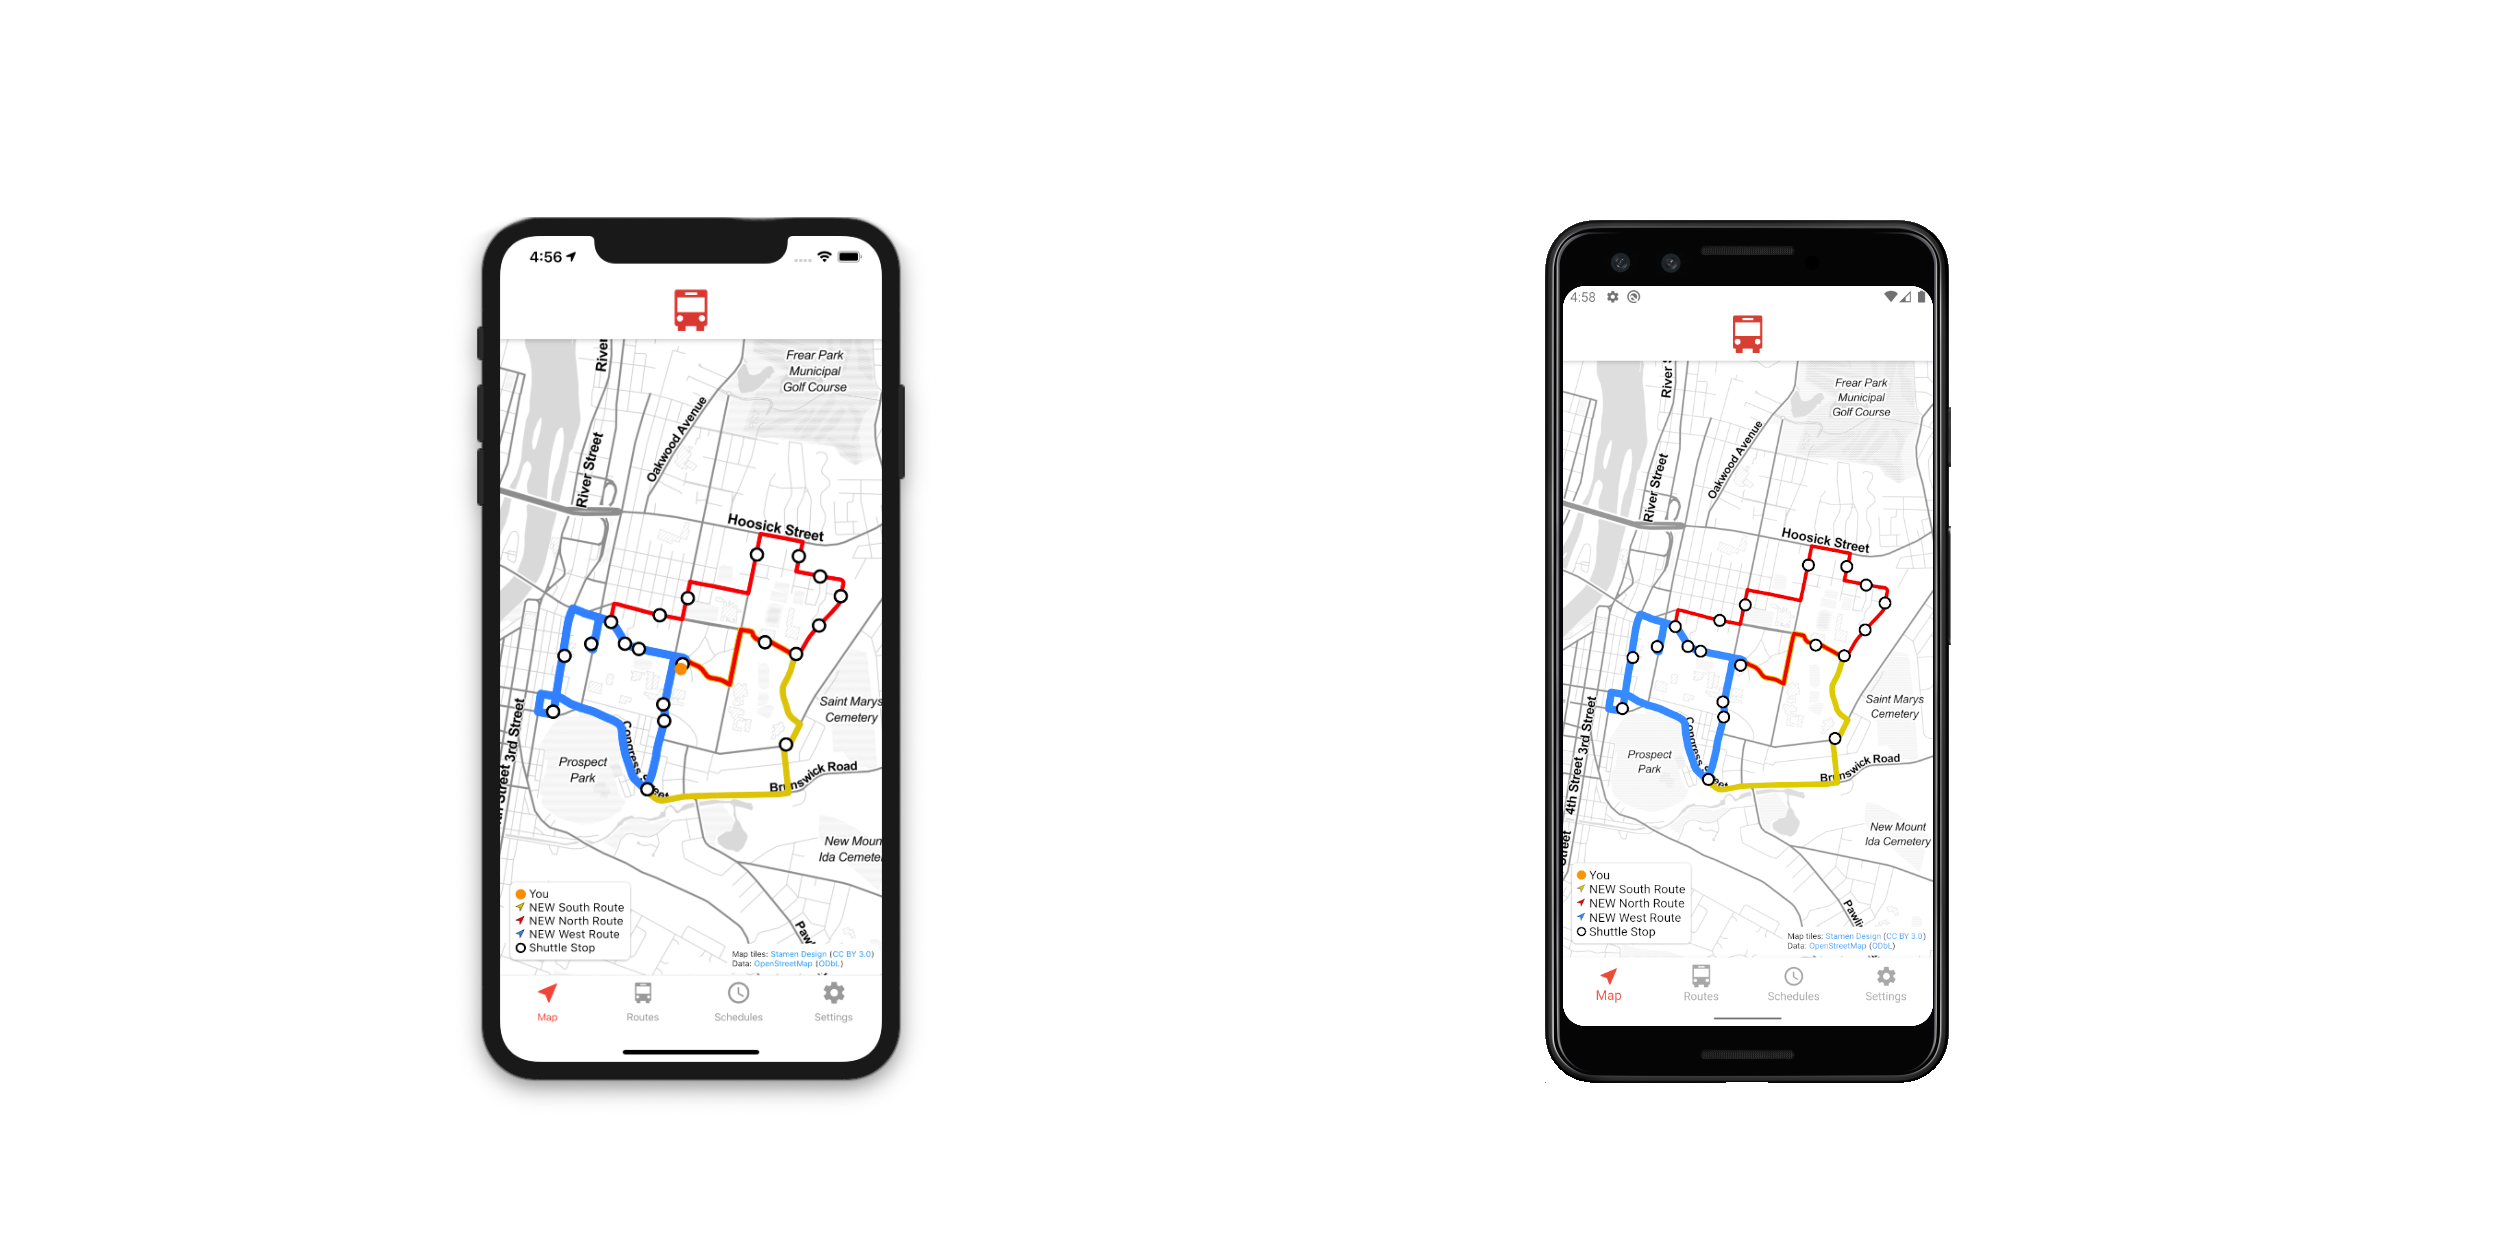 4:56
River
Frear Park
Municipal
Golf Course
Oakwood Avenue
River Street
Hoosick Street
Saint Marys
Cemetery
3rd Street
Congress
Prospect
Park
Brunswick Road
New Moun
Ida Cemete
You
NEW South Route
NEW North Route
NEW West Route
Shuttle Stop
Map tiles: Stamen Design (CC BY 3.0)
Data: OpenStreetMap (ODbL)
Map
Routes
Schedules
Settings
4:58
River S
Frear Park
Municipal
Golf Course
Oakwood Avenue
River Street
Hoosick Street
Saint Marys
Cemetery
3rd Street
Congress
Prospect
Park
4th Street
Brunswick Road
New Mount
Ida Cemetery
Street
You
NEW South Route
NEW North Route
NEW West Route
Shuttle Stop
Map tiles: Stamen Design (CC BY 3.0)
Data: OpenStreetMap (ODbL)
Map
Routes
Schedules
Settings